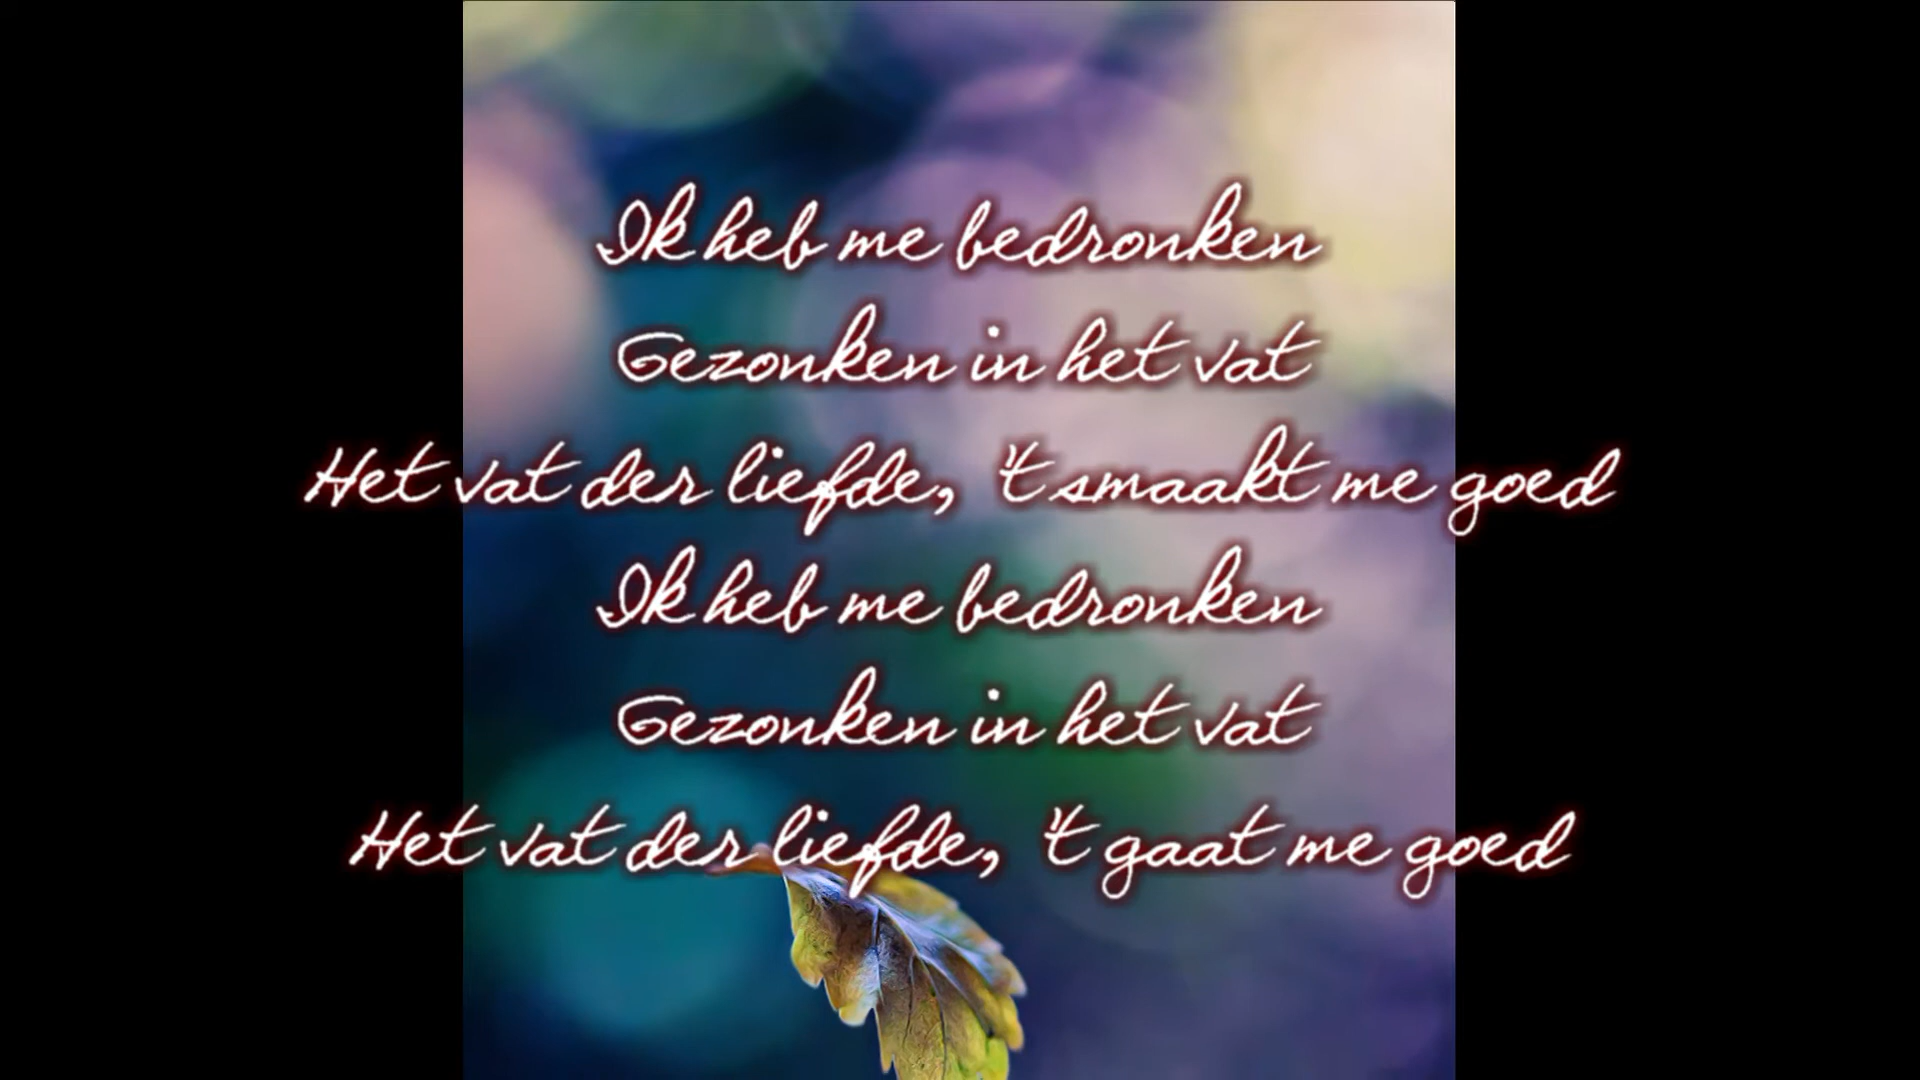 Ik heb me bedronken
Gezonken in het vat
Het vat der liefde, 't smaakt me goed
Ik heb me bedronken
Gezonken in het vat
Het vat der liefde, 't gaat me goed